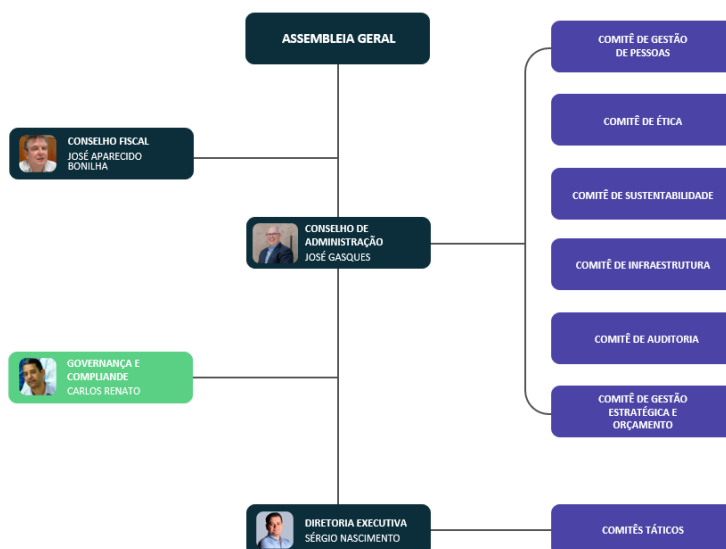 ASSEMBLEIA GERAL
COMITÊ DE GESTÃO
DE PESSOAS
COMITÊ DE ÉTICA
CONSELHO FISCAL
JOSÉ APARECIDO
BONILHA
COMITÊ DE SUSTENTABILIDADE
CONSELHO DE
ADMINISTRAÇÃO
JOSÉ GASQUES
COMITÊ DE INFRAESTRUTURA
COMITÊ DE AUDITORIA
GOVERNANÇA E
COMPLIANDE
CARLOS RENATO
COMITÊ DE GESTÃO
ESTRATÉGICA E
ORÇAMENTO
DIRETORIA EXECUTIVA
SÉRGIO NASCIMENTO
COMITÊS TÁTICOS